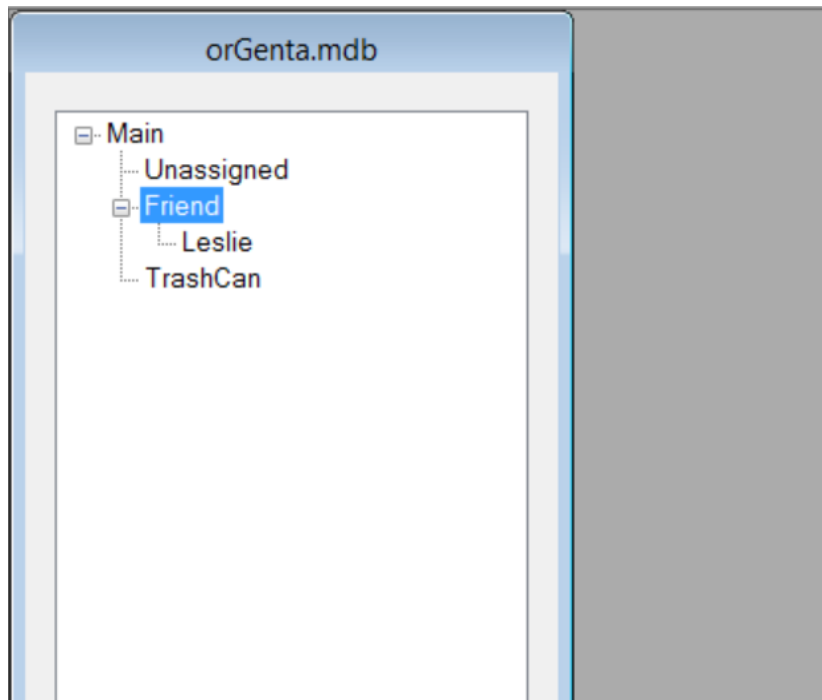 orGenta.mdb
Main
Unassigned
Friend
Leslie
TrashCan